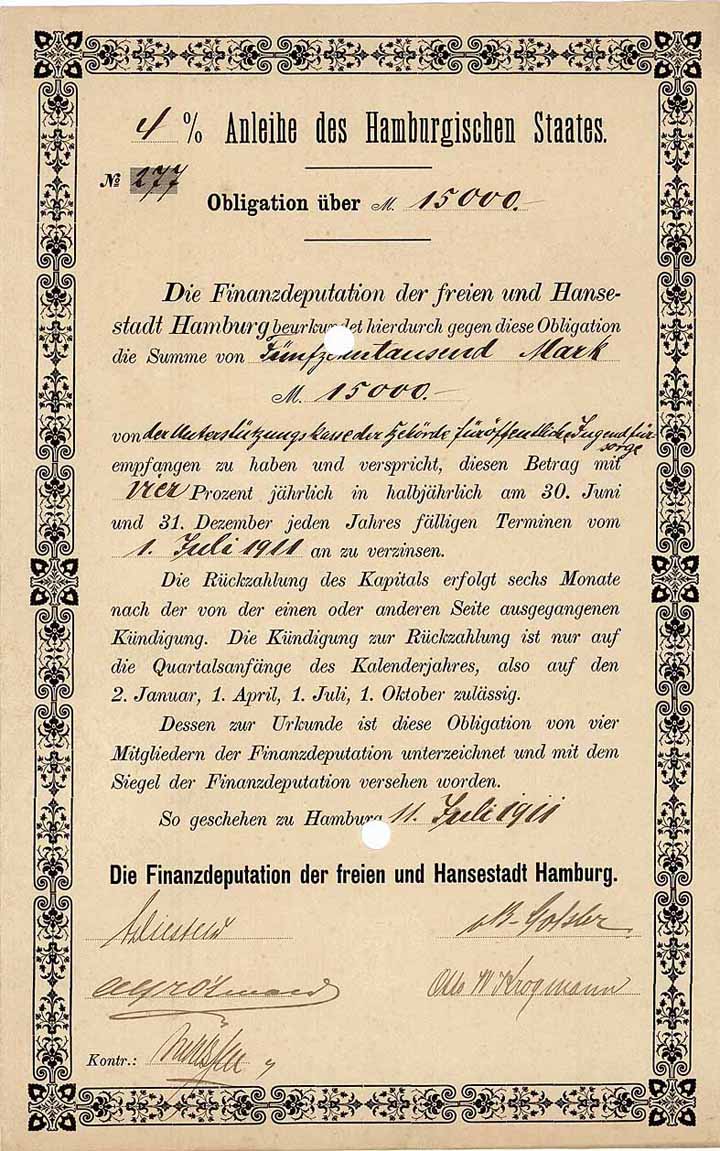 4 % Anleihe des Hamburgischen Staates.
№ 277
Obligation über M. 15000.-
Die Finanzdeputation der freien und Hanse-
stadt Hamburg beurkundet hierdurch gegen diese Obligation
die Summe von Fünfzehntausend Mark
M. 15000.-
von der Unterstützungskasse der Behörde für öffentliche Jugendfür-
sorge
empfangen zu haben und verspricht, diesen Betrag mit
vier Prozent jährlich in halbjährlich am 30. Juni
und 31. Dezember jeden Jahres fälligen Terminen vom
1. Juli 1911 an zu verzinsen.
Die Rückzahlung des Kapitals erfolgt sechs Monate
nach der von der einen oder anderen Seite ausgegangenen
Kündigung. Die Kündigung zur Rückzahlung ist nur auf
die Quartalsanfänge des Kalenderjahres, also auf den
2. Januar, 1. April, 1. Juli, 1. Oktober zulässig.
Dessen zur Urkunde ist diese Obligation von vier
Mitgliedern der Finanzdeputation unterzeichnet und mit dem
Siegel der Finanzdeputation versehen worden.
So geschehen zu Hamburg 11. Juli 1911
Die Finanzdeputation der freien und Hansestadt Hamburg.
Otto W Krogmann
Kontr.: